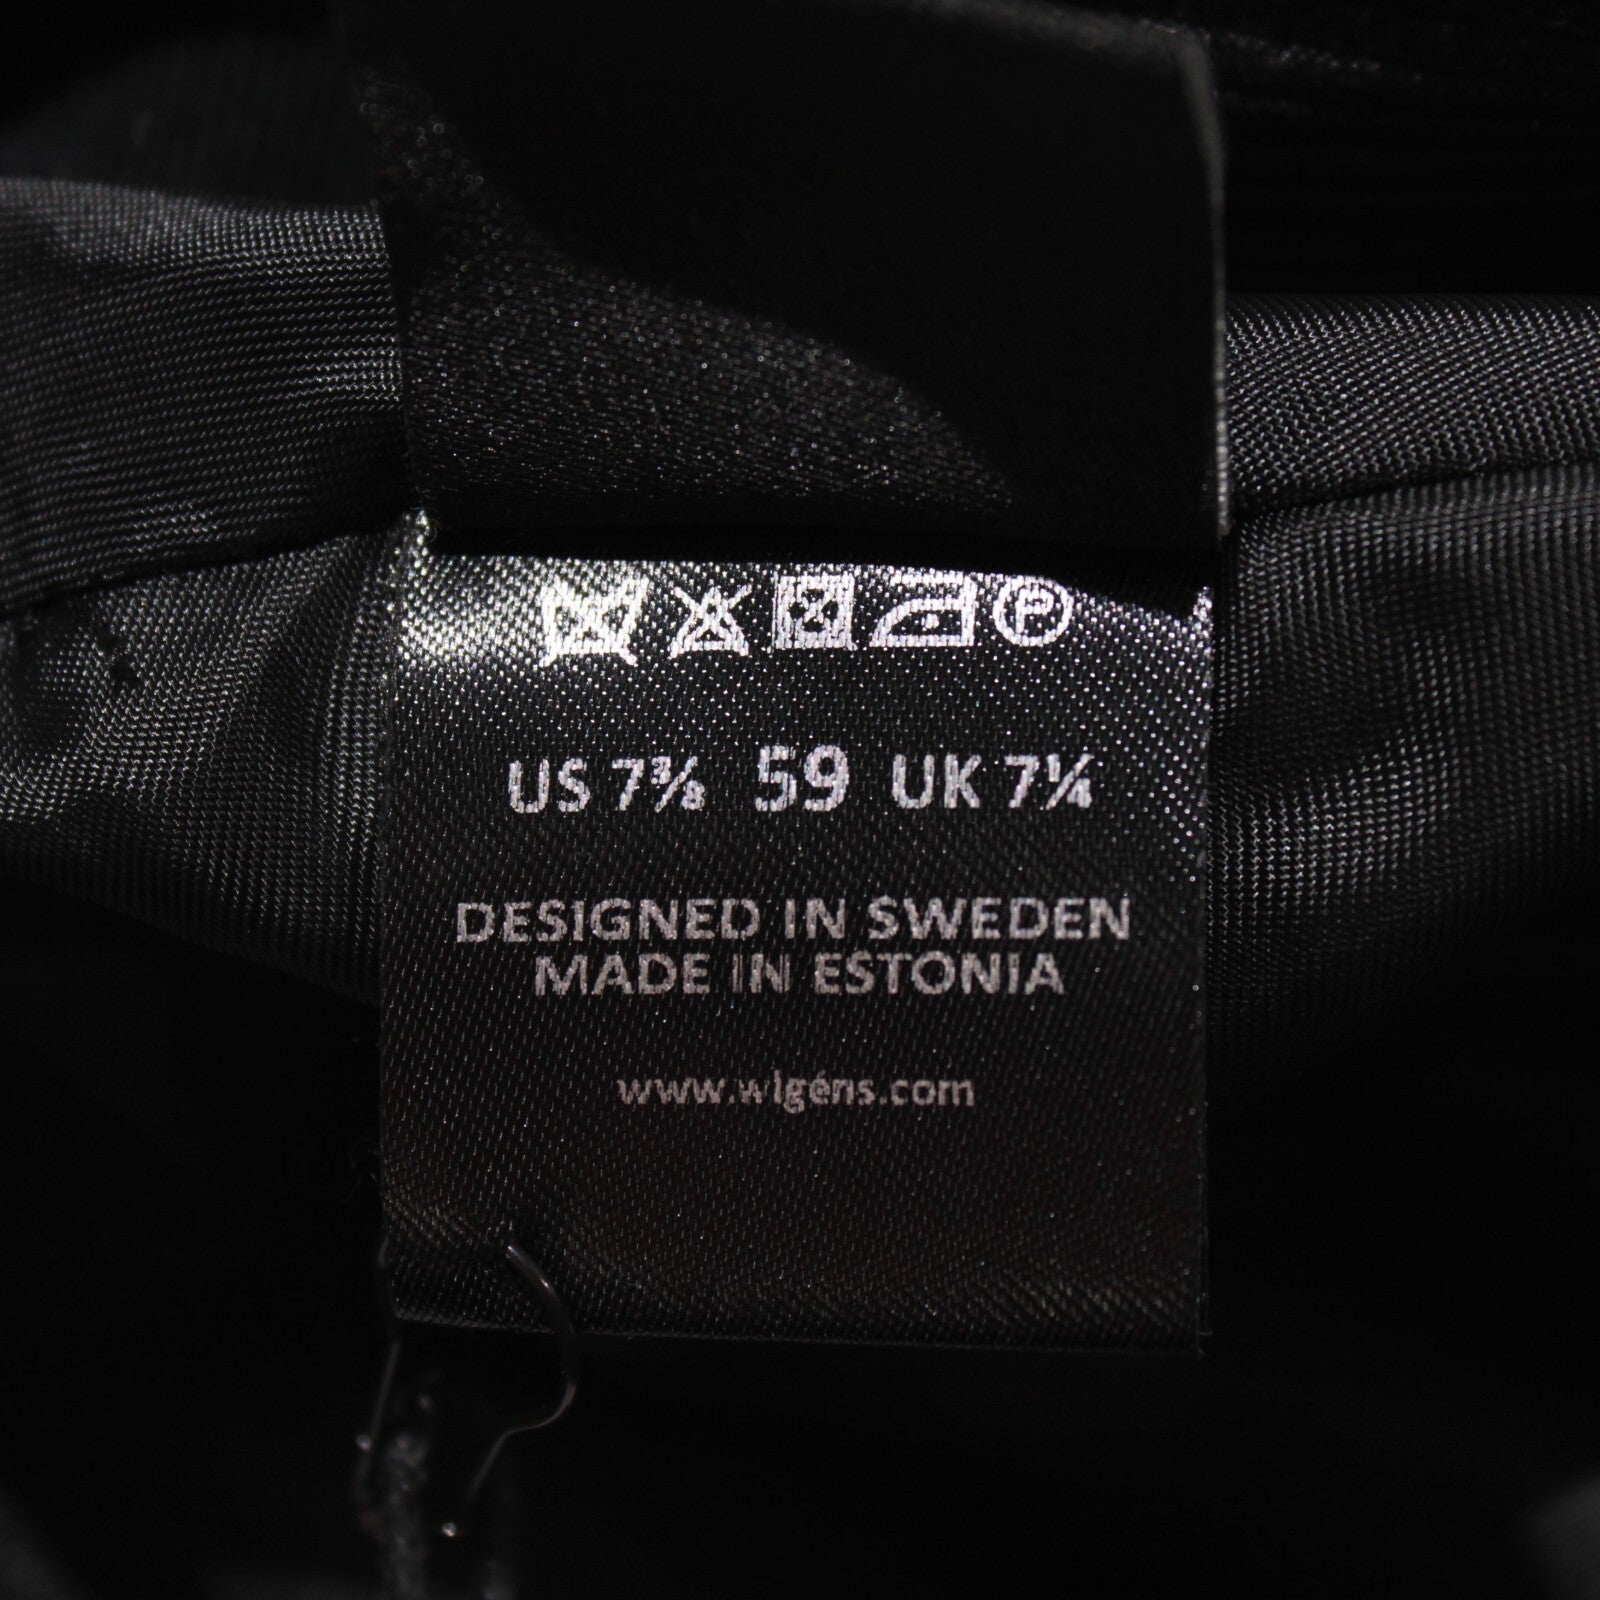 P
US 7⅜ 59 UK 7¼
DESIGNED IN SWEDEN
MADE IN ESTONIA
www.wigéns.com